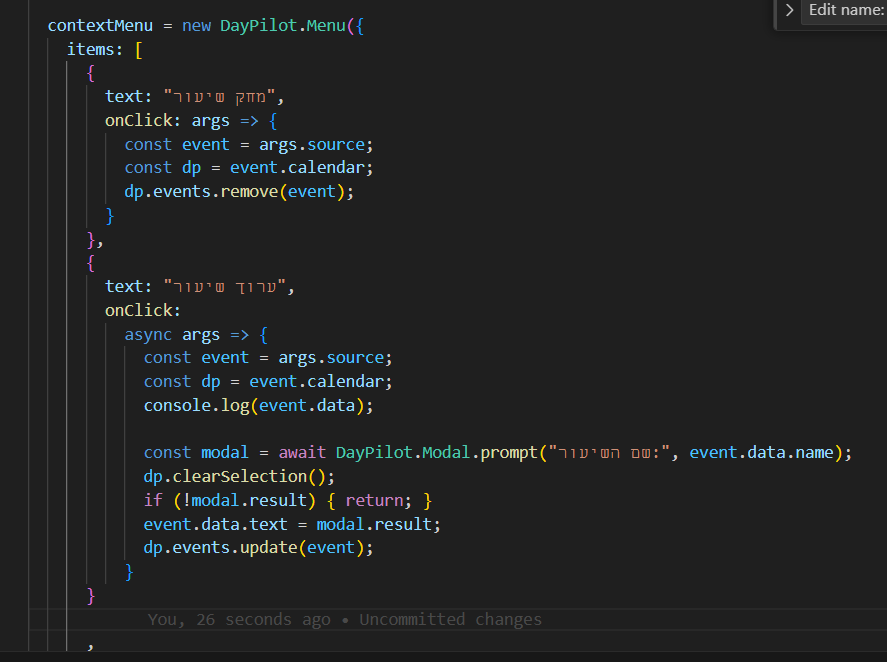 Edit name:
contextMenu = new DayPilot.Menu({
items: [
{
text: "מחק שיעור",
onClick: args => {
const event = args.source;
const dp = event.calendar;
dp.events.remove(event);
}
},
{
text: "ערוך שיעור",
onClick:
async args => {
const event = args.source;
const dp = event.calendar;
console.log(event.data);
const modal = await DayPilot.Modal.prompt("שם השיעור:", event.data.name);
dp.clearSelection();
if (!modal.result) { return; }
event.data.text = modal.result;
dp.events.update(event);
}
}
You, 26 seconds ago • Uncommitted changes
,